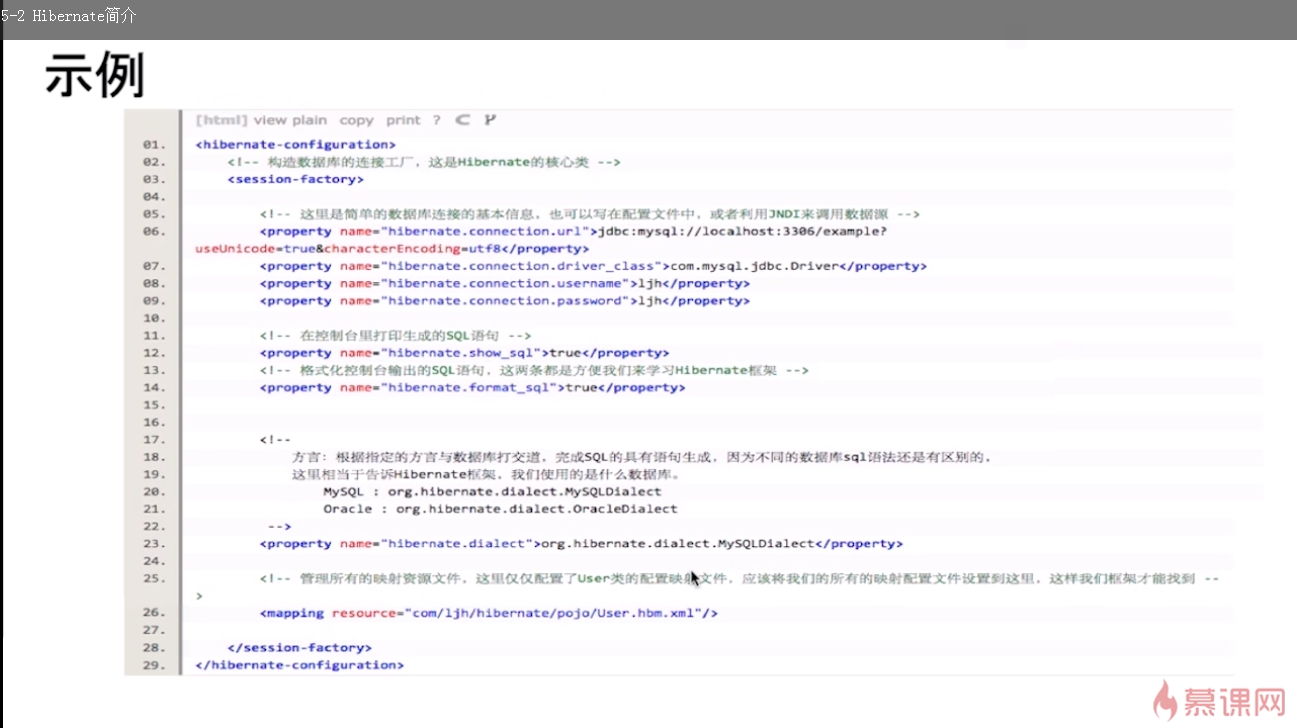 5-2 Hibernate简介
示例
[html] view plain copy print ?
01. <hibernate-configuration>
02. <!-- 构造数据库的连接工厂，这是Hibernate的核心类 -->
03. <session-factory>
04.
05. <!-- 这里是简单的数据库连接的基本信息，也可以写在配置文件中，或者利用JNDI来调用数据源 -->
06. <property name="hibernate.connection.url">jdbc:mysql://localhost:3306/example?
useUnicode=true&characterEncoding=utf8</property>
07. <property name="hibernate.connection.driver_class">com.mysql.jdbc.Driver</property>
08. <property name="hibernate.connection.username">ljh</property>
09. <property name="hibernate.connection.password">ljh</property>
10.
11. <!-- 在控制台里打印生成的SQL语句 -->
12. <property name="hibernate.show_sql">true</property>
13. <!-- 格式化控制台输出的SQL语句，这两条都是方便我们来学习Hibernate框架 -->
14. <property name="hibernate.format_sql">true</property>
15.
16.
17. <!--
18. 方言：根据指定的方言与数据库打交道，完成SQL的具有语句生成，因为不同的数据库sql语法还是有区别的，
19. 这里相当于告诉Hibernate框架，我们使用的是什么数据库。
20. MySQL : org.hibernate.dialect.MySQLDialect
21. Oracle : org.hibernate.dialect.OracleDialect
22. -->
23. <property name="hibernate.dialect">org.hibernate.dialect.MySQLDialect</property>
24.
25. <!-- 管理所有的映射资源文件，这里仅仅配置了User类的配置映射文件，应该将我们的所有的映射配置文件设置到这里，这样我们框架才能找到 --
>
26. <mapping resource="com/ljh/hibernate/pojo/User.hbm.xml"/>
27.
28. </session-factory>
29. </hibernate-configuration>
慕课网